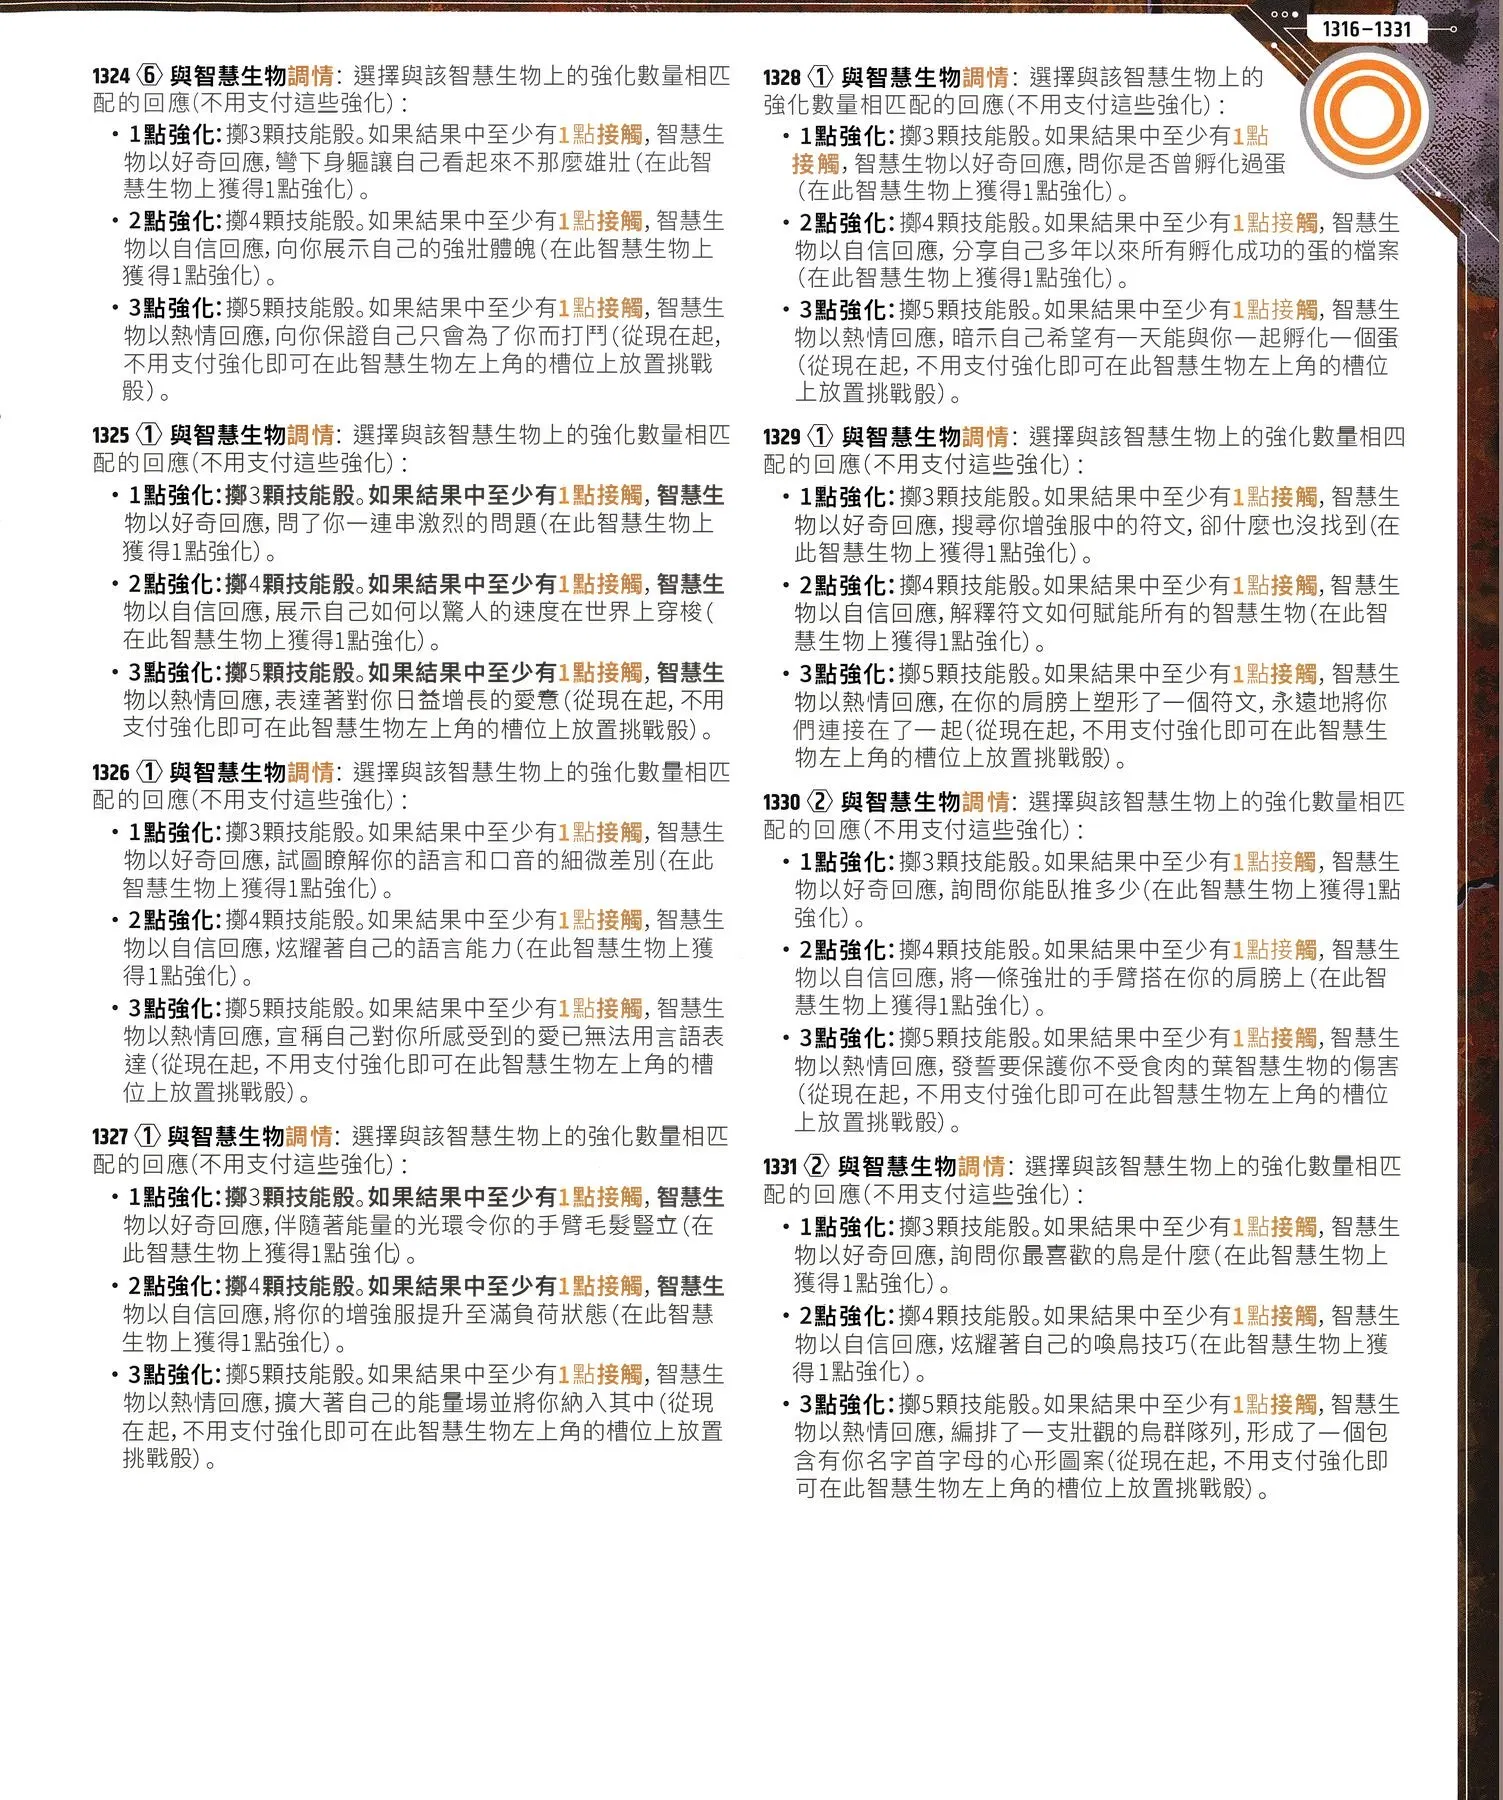 1316–1331
1324 6 與智慧生物調情: 選擇與該智慧生物上的強化數量相匹
配的回應(不用支付這些強化):
・1點強化:擲3顆技能骰。如果結果中至少有1點接觸, 智慧生
物以好奇回應, 彎下身軀讓自己看起來不那麼雄壯(在此智
慧生物上獲得1點強化)。
・2點強化:擲4顆技能骰。如果結果中至少有1點接觸, 智慧生
物以自信回應, 向你展示自己的強壯體魄(在此智慧生物上
獲得1點強化)。
・3點強化:擲5顆技能骰。如果結果中至少有1點接觸, 智慧生
物以熱情回應, 向你保證自己只會為了你而打鬥(從現在起,
不用支付強化即可在此智慧生物左上角的槽位上放置挑戰
骰)。
1325 1 與智慧生物調情: 選擇與該智慧生物上的強化數量相匹
配的回應(不用支付這些強化):
・1點強化:擲3顆技能骰。如果結果中至少有1點接觸, 智慧生
物以好奇回應, 問了你一連串激烈的問題(在此智慧生物上
獲得1點強化)。
・2點強化:擲4顆技能骰。如果結果中至少有1點接觸, 智慧生
物以自信回應, 展示自己如何以驚人的速度在世界上穿梭(
在此智慧生物上獲得1點強化)。
・3點強化:擲5顆技能骰。如果結果中至少有1點接觸, 智慧生
物以熱情回應, 表達著對你日益增長的愛意(從現在起, 不用
支付強化即可在此智慧生物左上角的槽位上放置挑戰骰)。
1326 1 與智慧生物調情: 選擇與該智慧生物上的強化數量相匹
配的回應(不用支付這些強化):
・1點強化:擲3顆技能骰。如果結果中至少有1點接觸, 智慧生
物以好奇回應, 試圖瞭解你的語言和口音的細微差別(在此
智慧生物上獲得1點強化)。
・2點強化:擲4顆技能骰。如果結果中至少有1點接觸, 智慧生
物以自信回應, 炫耀著自己的語言能力(在此智慧生物上獲
得1點強化)。
・3點強化:擲5顆技能骰。如果結果中至少有1點接觸, 智慧生
物以熱情回應, 宣稱自己對你所感受到的愛已無法用言語表
達(從現在起, 不用支付強化即可在此智慧生物左上角的槽
位上放置挑戰骰)。
1327 1 與智慧生物調情: 選擇與該智慧生物上的強化數量相匹
配的回應(不用支付這些強化):
・1點強化:擲3顆技能骰。如果結果中至少有1點接觸, 智慧生
物以好奇回應, 伴隨著能量的光環令你的手臂毛髮豎立(在
此智慧生物上獲得1點強化)。
・2點強化:擲4顆技能骰。如果結果中至少有1點接觸, 智慧生
物以自信回應, 將你的增強服提升至滿負荷狀態(在此智慧
生物上獲得1點強化)。
・3點強化:擲5顆技能骰。如果結果中至少有1點接觸, 智慧生
物以熱情回應, 擴大著自己的能量場並將你納入其中(從現
在起, 不用支付強化即可在此智慧生物左上角的槽位上放置
挑戰骰)。
1328 1 與智慧生物調情: 選擇與該智慧生物上的
強化數量相匹配的回應(不用支付這些強化):
・1點強化:擲3顆技能骰。如果結果中至少有1點
接觸, 智慧生物以好奇回應, 問你是否曾孵化過蛋
(在此智慧生物上獲得1點強化)。
・2點強化:擲4顆技能骰。如果結果中至少有1點接觸, 智慧生
物以自信回應, 分享自己多年以來所有孵化成功的蛋的檔案
(在此智慧生物上獲得1點強化)。
・3點強化:擲5顆技能骰。如果結果中至少有1點接觸, 智慧生
物以熱情回應, 暗示自己希望有一天能與你一起孵化一個蛋
(從現在起, 不用支付強化即可在此智慧生物左上角的槽位
上放置挑戰骰)。
1329 1 與智慧生物調情: 選擇與該智慧生物上的強化數量相四
配的回應(不用支付這些強化):
・1點強化:擲3顆技能骰。如果結果中至少有1點接觸, 智慧生
物以好奇回應, 搜尋你增強服中的符文, 卻什麼也沒找到(在
此智慧生物上獲得1點強化)。
・2點強化:擲4顆技能骰。如果結果中至少有1點接觸, 智慧生
物以自信回應, 解釋符文如何賦能所有的智慧生物(在此智
慧生物上獲得1點強化)。
・3點強化:擲5顆技能骰。如果結果中至少有1點接觸, 智慧生
物以熱情回應, 在你的肩膀上塑形了一個符文, 永遠地將你
們連接在了一起(從現在起, 不用支付強化即可在此智慧生
物左上角的槽位上放置挑戰骰)。
1330 2 與智慧生物調情: 選擇與該智慧生物上的強化數量相匹
配的回應(不用支付這些強化):
・1點強化:擲3顆技能骰。如果結果中至少有1點接觸, 智慧生
物以好奇回應, 詢問你能臥推多少(在此智慧生物上獲得1點
強化)。
・2點強化:擲4顆技能骰。如果結果中至少有1點接觸, 智慧生
物以自信回應, 將一條強壯的手臂搭在你的肩膀上(在此智
慧生物上獲得1點強化)。
・3點強化:擲5顆技能骰。如果結果中至少有1點接觸, 智慧生
物以熱情回應, 發誓要保護你不受食肉的葉智慧生物的傷害
(從現在起, 不用支付強化即可在此智慧生物左上角的槽位
上放置挑戰骰)。
1331 2 與智慧生物調情: 選擇與該智慧生物上的強化數量相匹
配的回應(不用支付這些強化):
・1點強化:擲3顆技能骰。如果結果中至少有1點接觸, 智慧生
物以好奇回應, 詢問你最喜歡的鳥是什麼(在此智慧生物上
獲得1點強化)。
・2點強化:擲4顆技能骰。如果結果中至少有1點接觸, 智慧生
物以自信回應, 炫耀著自己的喚鳥技巧(在此智慧生物上獲
得1點強化)。
・3點強化:擲5顆技能骰。如果結果中至少有1點接觸, 智慧生
物以熱情回應, 編排了一支壯觀的鳥群隊列, 形成了一個包
含有你名字首字母的心形圖案(從現在起, 不用支付強化即
可在此智慧生物左上角的槽位上放置挑戰骰)。